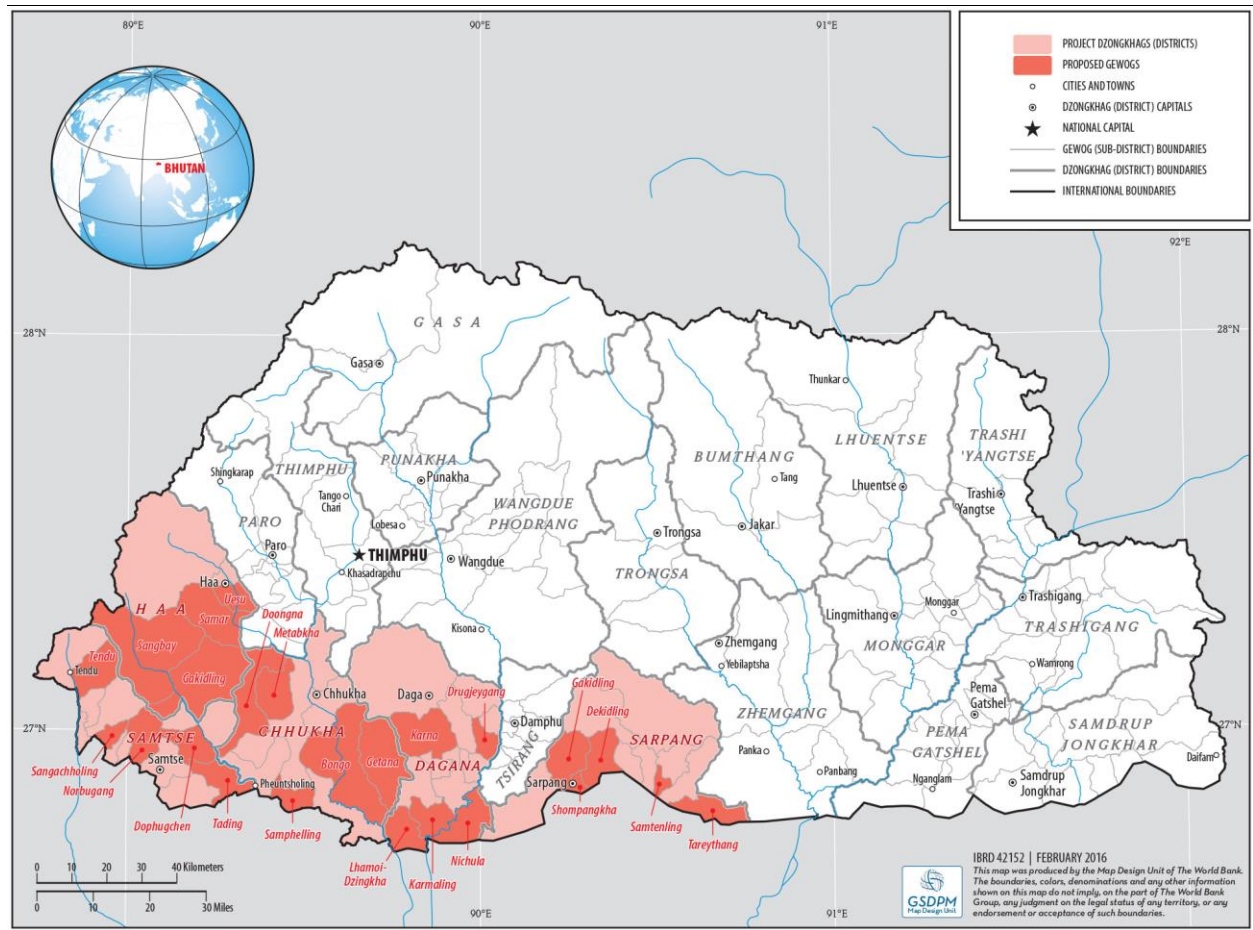 89°E
90°E
91°E
BHUTAN
PROJECT DZONGKHAGS (DISTRICTS)
PROPOSED GEWOGS
CITIES AND TOWNS
DZONGKHAG (DISTRICT) CAPITALS
NATIONAL CAPITAL
GEWOG (SUB-DISTRICT) BOUNDARIES
DZONGKHAG (DISTRICT) BOUNDARIES
INTERNATIONAL BOUNDARIES
92°E
28°N
28°N
GASA
Gasa
Thunkar
Shingkarap
THIMPHU
PUNAKHA
Punakha
Tango
Chari
Lobesa
PARO
Paro
THIMPHU
Khasadrapchu
WANGDUE
PHODRANG
Wangdue
Kisona
BUMTHANG
Tang
Jakar
Trongsa
TRONGSA
LHUENTSE
Lhuentse
TRASHI
'YANGTSE
Trashi
Yangtse
Haa
HAA
Uesu
Samar
Sangbay
Gakidling
Tendu
Tendu
Doongna
Metabkha
Chhukha
CHHUKHA
Bongo
Getana
Daga
Drugjeygang
Karna
DAGANA
Damphu
TSIRANG
Gakidling
Dekidling
SARPANG
Sarpang
Zhemgang
Yebilaptsha
ZHEMGANG
Panka
Panbang
Lingmithang
Monggar
MONGGAR
Trashigang
TRASHIGANG
Wamrong
Pema
Gatshel
PEMA
GATSHEL
Nganglam
SAMDRUP
JONGKHAR
Samdrup
Jongkhar
Daifam
27°N
27°N
SAMTSE
Samtse
Pheuntsholing
Sangachholing
Norbugang
Dophugchen
Tading
Samphelling
Lhamoi-
Dzingkha
Karmaling
Nichula
Shompangkha
Samtenling
Tareythang
0 10 20 30 40 Kilometers
0 10 20 30 Miles
90°E
91°E
GSDPM
Map Design Unit
IBRD 42152 | FEBRUARY 2016
This map was produced by the Map Design Unit of The World Bank.
The boundaries, colors, denominations and any other information
shown on this map do not imply, on the part of The World Bank
Group, any judgment on the legal status of any territory, or any
endorsement or acceptance of such boundaries.